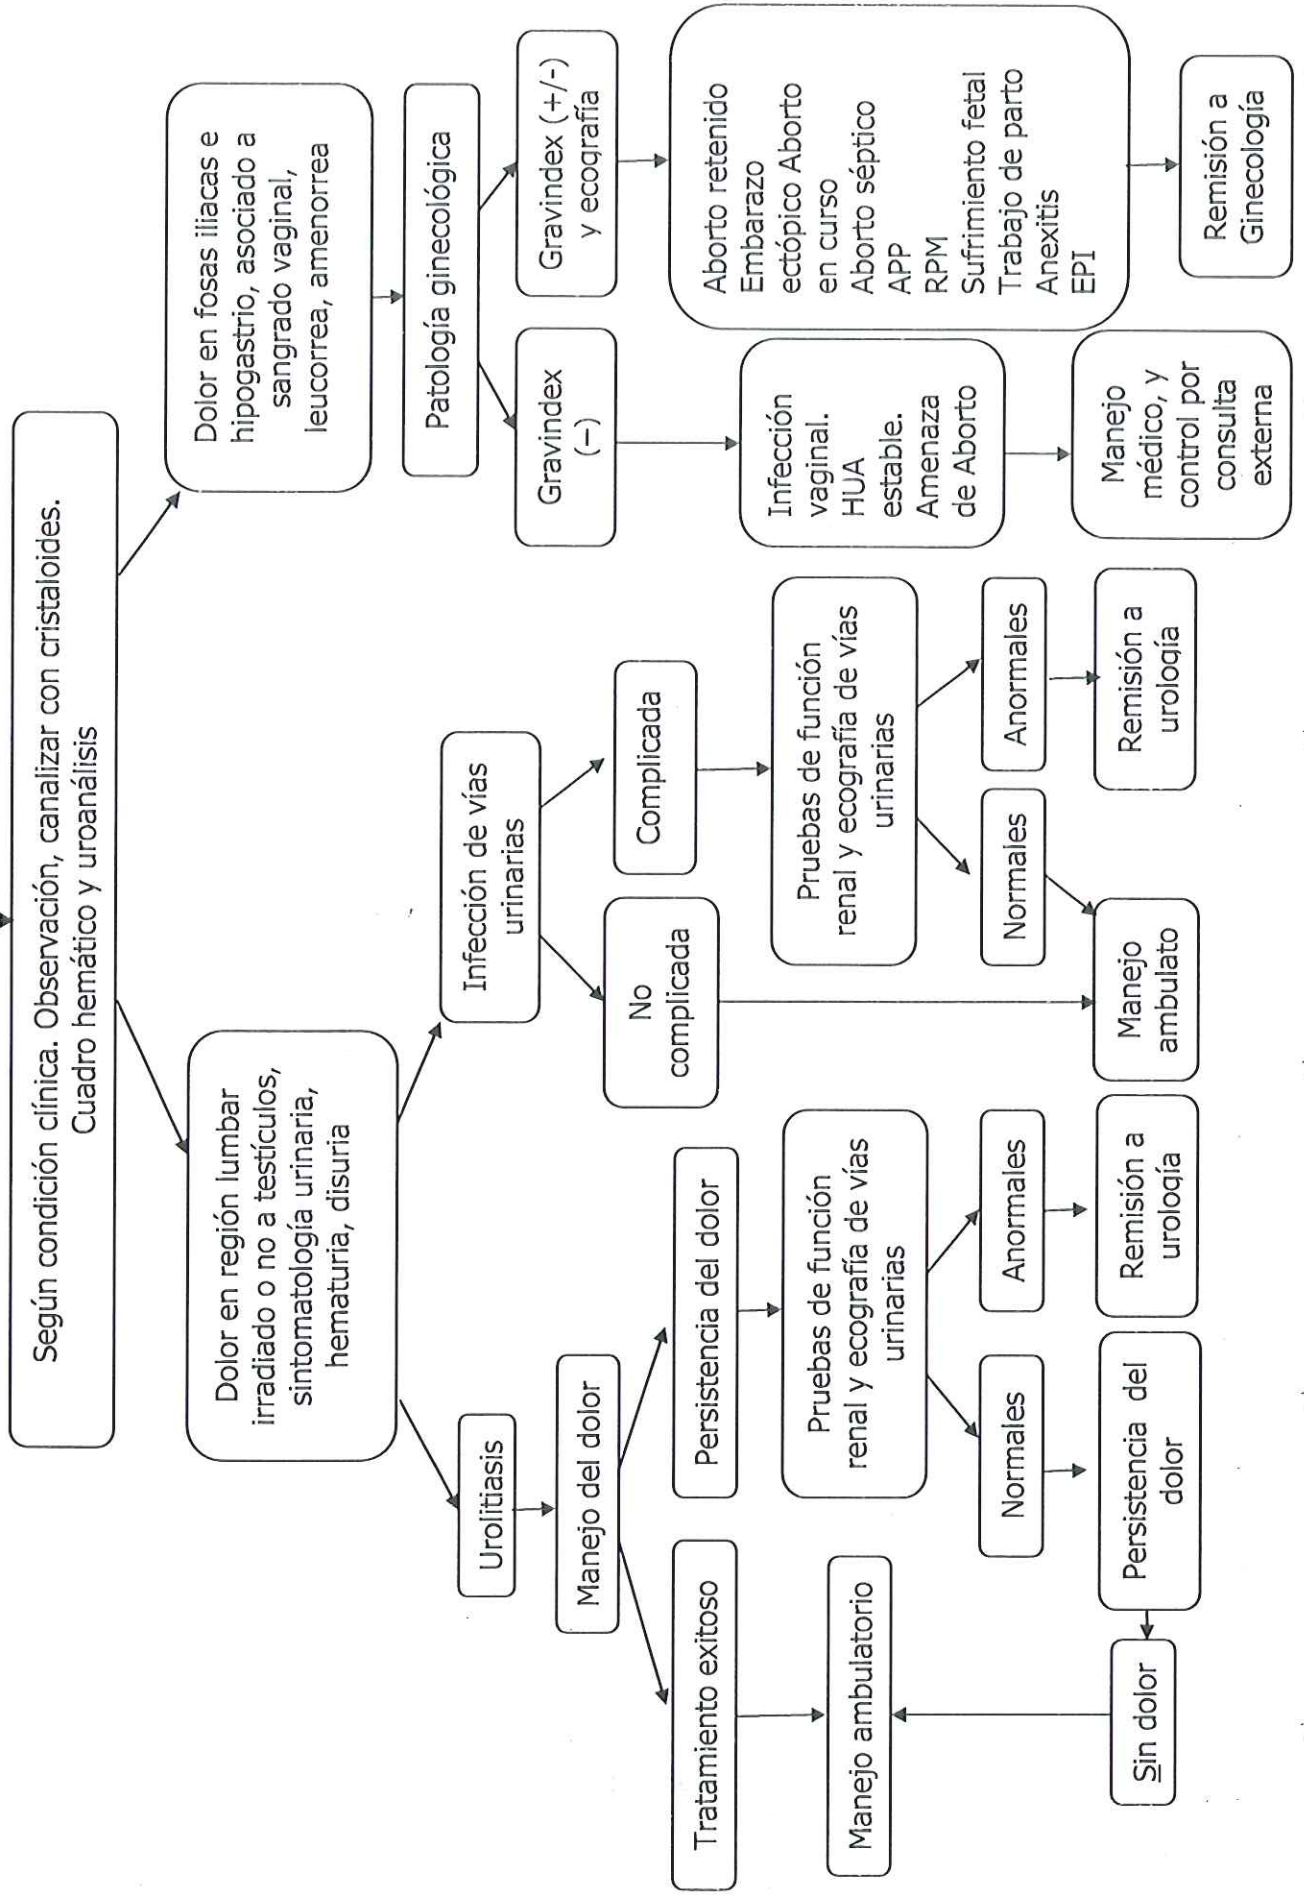 Según condición clínica. Observación, canalizar con cristaloides.
Cuadro hemático y uroanálisis
Dolor en región lumbar
irradiado o no a testículos,
sintomatología urinaria,
hematuria, disuria
Dolor en fosas iliacas e
hipogastrio, asociado a
sangrado vaginal,
leucorrea, amenorrea
Urolitiasis
Infección de vías
urinarias
Patología ginecológica
Manejo del dolor
No
complicada
Complicada
Gravindex
(−)
Gravindex (+/-)
y ecografía
Tratamiento exitoso
Persistencia del dolor
Pruebas de función
renal y ecografía de vías
urinarias
Pruebas de función
renal y ecografía de vías
urinarias
Infección
vaginal.
HUA
estable.
Amenaza
de Aborto
Aborto retenido
Embarazo
ectópico Aborto
en curso
Aborto séptico
APP
RPM
Sufrimiento fetal
Trabajo de parto
Anexitis
EPI
Manejo ambulatorio
Normales
Anormales
Normales
Anormales
Sin dolor
Persistencia del
dolor
Remisión a
urología
Manejo
ambulato
Remisión a
urología
Manejo
médico, y
control por
consulta
externa
Remisión a
Ginecología